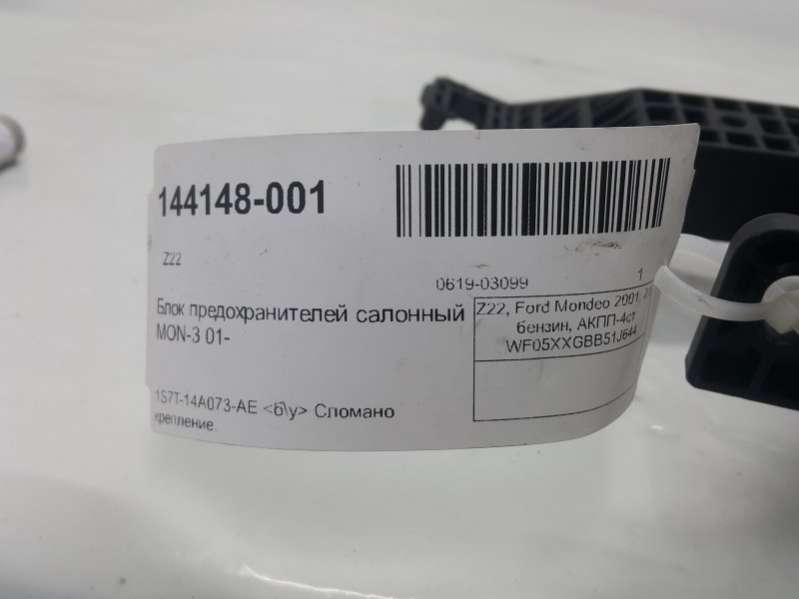 144148-001
Z22
0619-03099 1
Блок предохранителей салонный
MON-3 01-
Z22, Ford Mondeo 2001,
бензин, АКПП-4ст
WF05XXGBB51J644
1S7T-14A073-AE <б\у> Сломано
крепление.